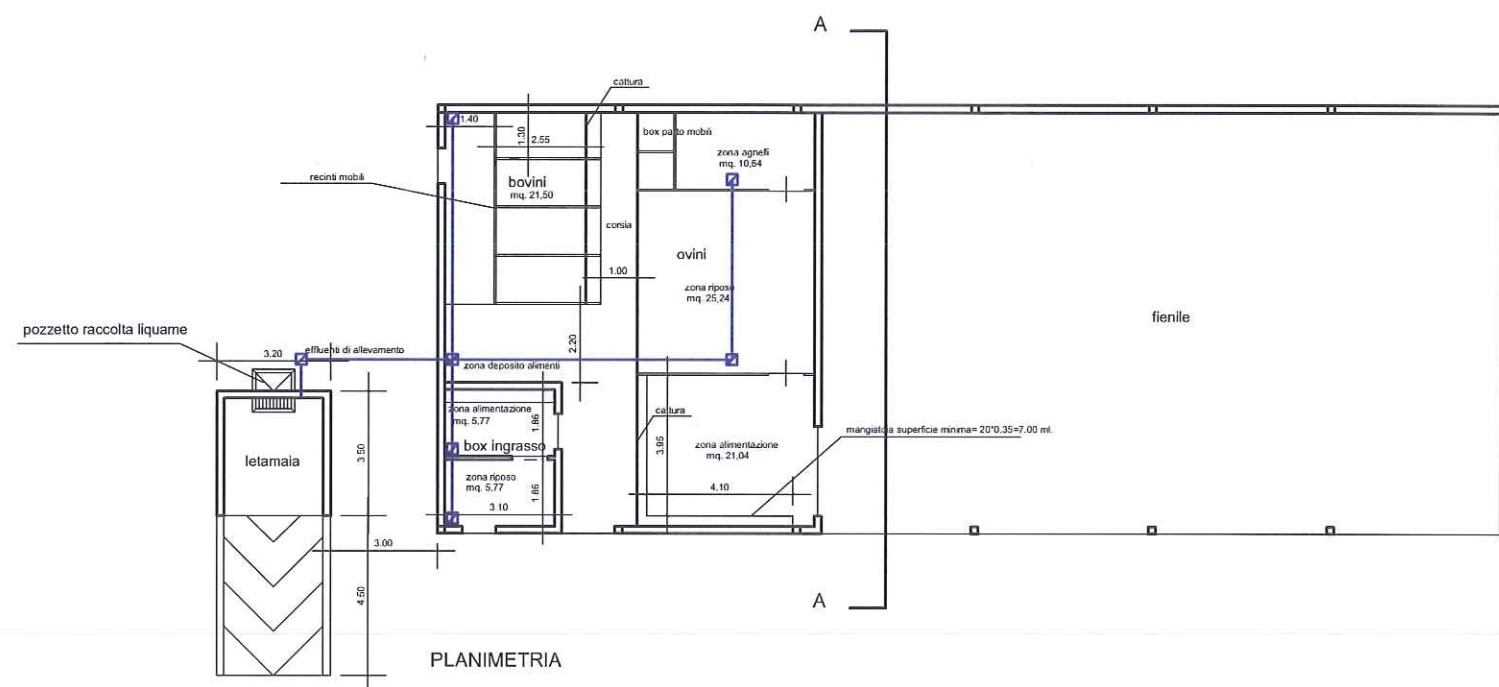 A
cattura
1.40
1.30
2.55
box parto mobili
zona agnelli
mq. 10,64
recinti mobili
bovini
mq. 21,50
corsia
ovini
1.00
zona riposo
mq. 25,24
fienile
pozzetto raccolta liquame
3.20
effluenti di allevamento
2.20
zona deposito alimenti
zona alimentazione
mq. 5,77
1.86
cattura
mangiatoia superficie minima= 20*0.35=7.00 ml.
box ingrasso
3.95
zona alimentazione
mq. 21,04
letamaia
3.50
zona riposo
mq. 5,77
1.86
4.10
3.10
3.00
4.50
A
PLANIMETRIA